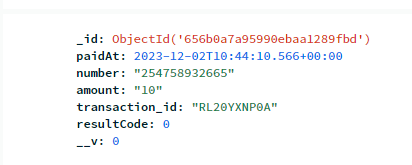 _id: ObjectId('656b0a7a95990ebaa1289fbd')
paidAt: 2023-12-02T10:44:10.566+00:00
number: "254758932665"
amount: "10"
transaction_id: "RL20YXNP0A"
resultCode: 0
__v: 0